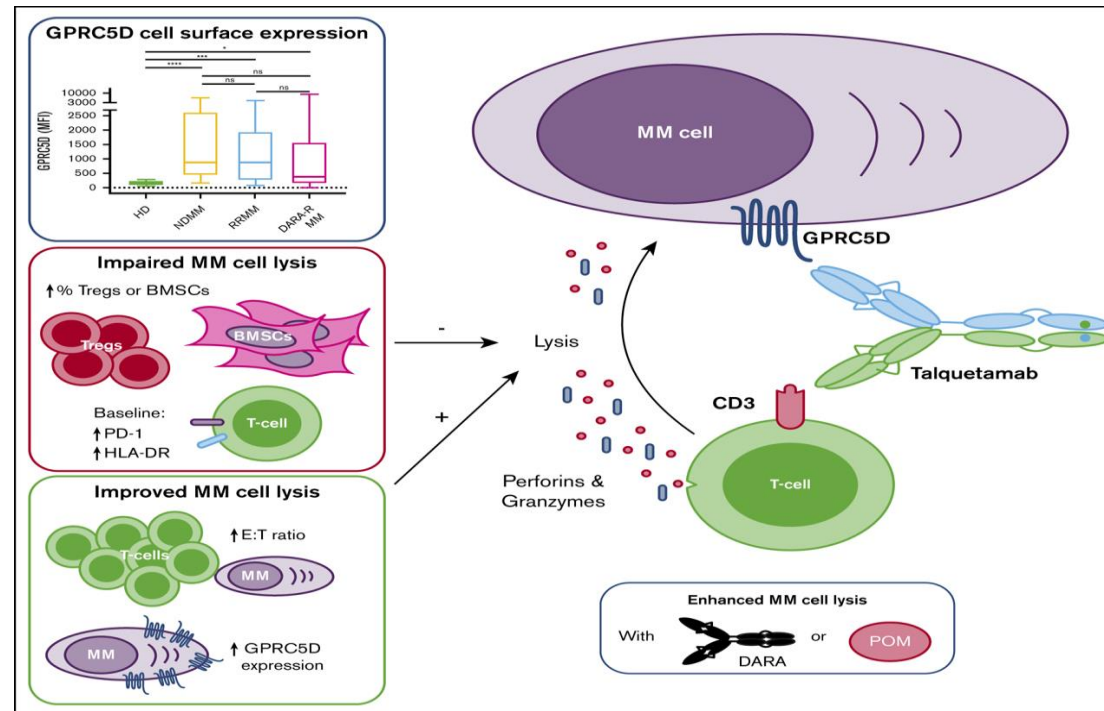 GPRC5D cell surface expression
*
***
****
ns
ns
ns
GPRC5D (MFI)
10000
3000
2500
2000
1500
1000
500
0
HD
NDMM
RRMM
DARA-R
MM
Impaired MM cell lysis
↑% Tregs or BMSCs
Tregs
BMSCs
Baseline:
↑PD-1
↑HLA-DR
T-cell
Improved MM cell lysis
T-cells
↑E:T ratio
MM
MM
↑ GPRC5D
expression
-
+
MM cell
GPRC5D
Lysis
Talquetamab
CD3
T-cell
Perforins &
Granzymes
Enhanced MM cell lysis
With
DARA
or
POM